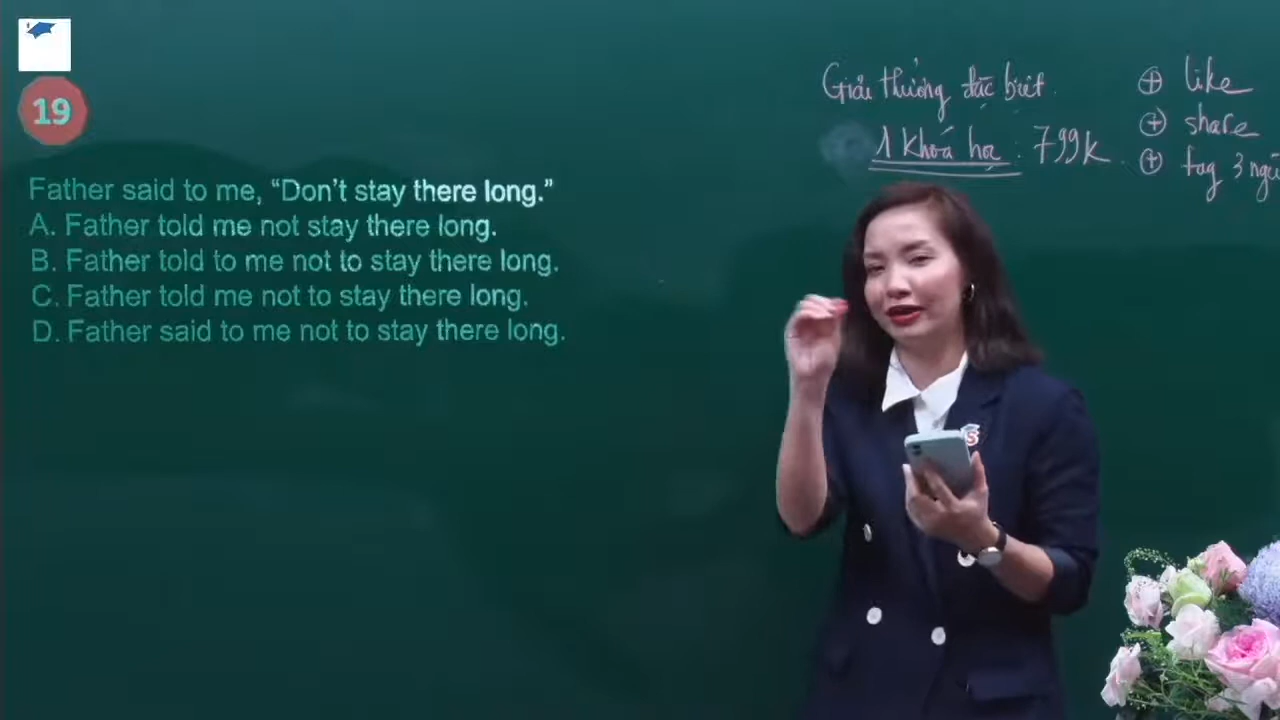 19
Father said to me, “Don’t stay there long.”
A. Father told me not stay there long.
B. Father told to me not to stay there long.
C. Father told me not to stay there long.
D. Father said to me not to stay there long.
Giải thưởng đặc biệt
1 khoá học : 799k
+ like
+ share
+ tag 3 ngư
S